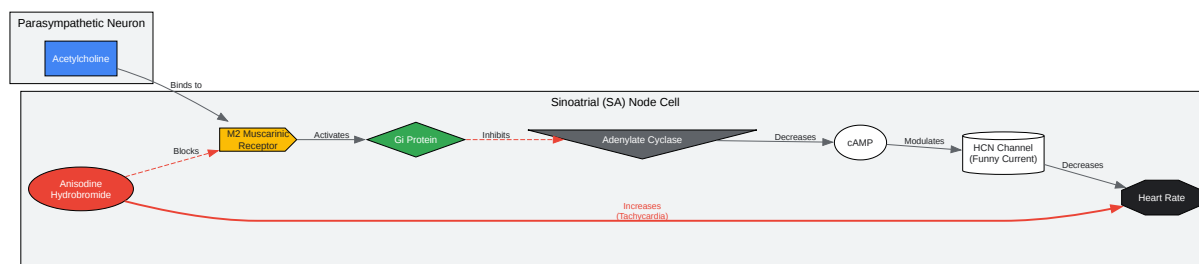 Parasympathetic Neuron
Acetylcholine
Binds to
Sinoatrial (SA) Node Cell
M2 Muscarinic
Receptor
Activates
Gi Protein
Inhibits
Adenylate Cyclase
Decreases
cAMP
Modulates
HCN Channel
(Funny Current)
Decreases
Blocks
Anisodine
Hydrobromide
Heart Rate
Increases
(Tachycardia)